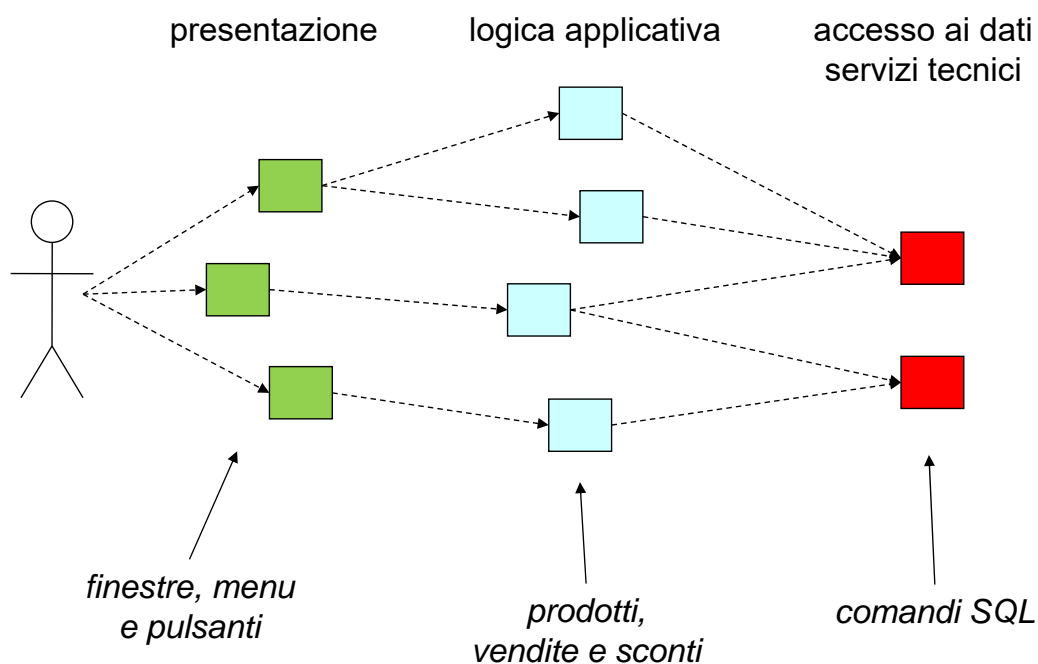 presentazione
logica applicativa
accesso ai dati
servizi tecnici
finestre, menu
e pulsanti
prodotti,
vendite e sconti
comandi SQL